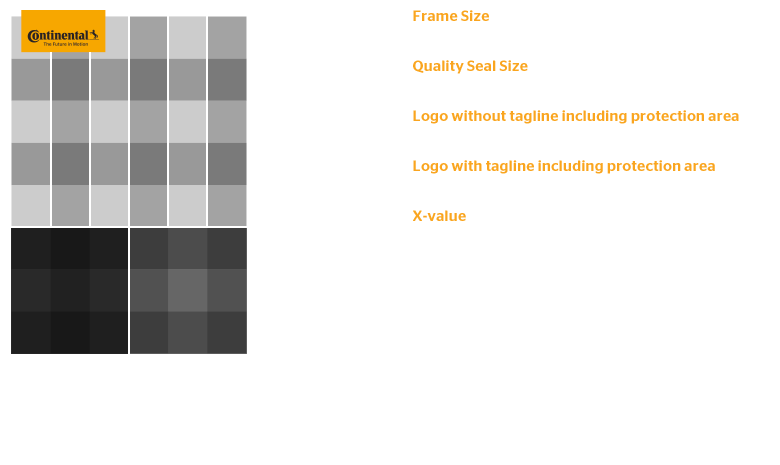 Continental
The Future in Motion
Frame Size
Quality Seal Size
Logo without tagline including protection area
Logo with tagline including protection area
X-value